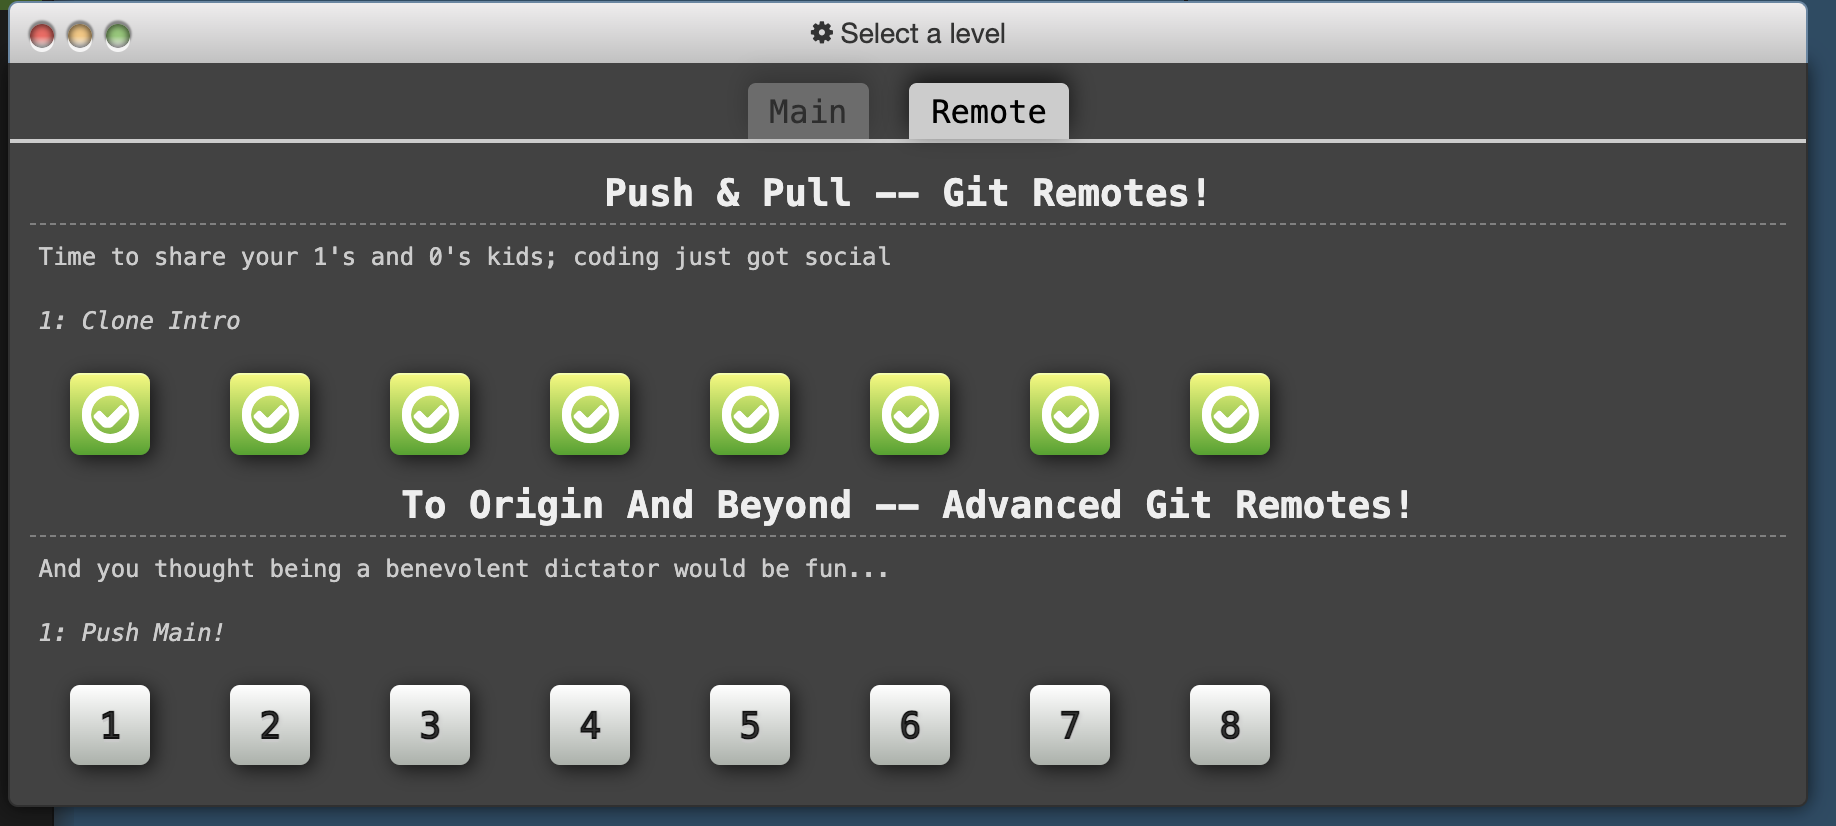 Select a level
Main Remote
Push & Pull -- Git Remotes!
Time to share your 1's and 0's kids; coding just got social
1: Clone Intro
To Origin And Beyond -- Advanced Git Remotes!
And you thought being a benevolent dictator would be fun...
1: Push Main!
1 2 3 4 5 6 7 8